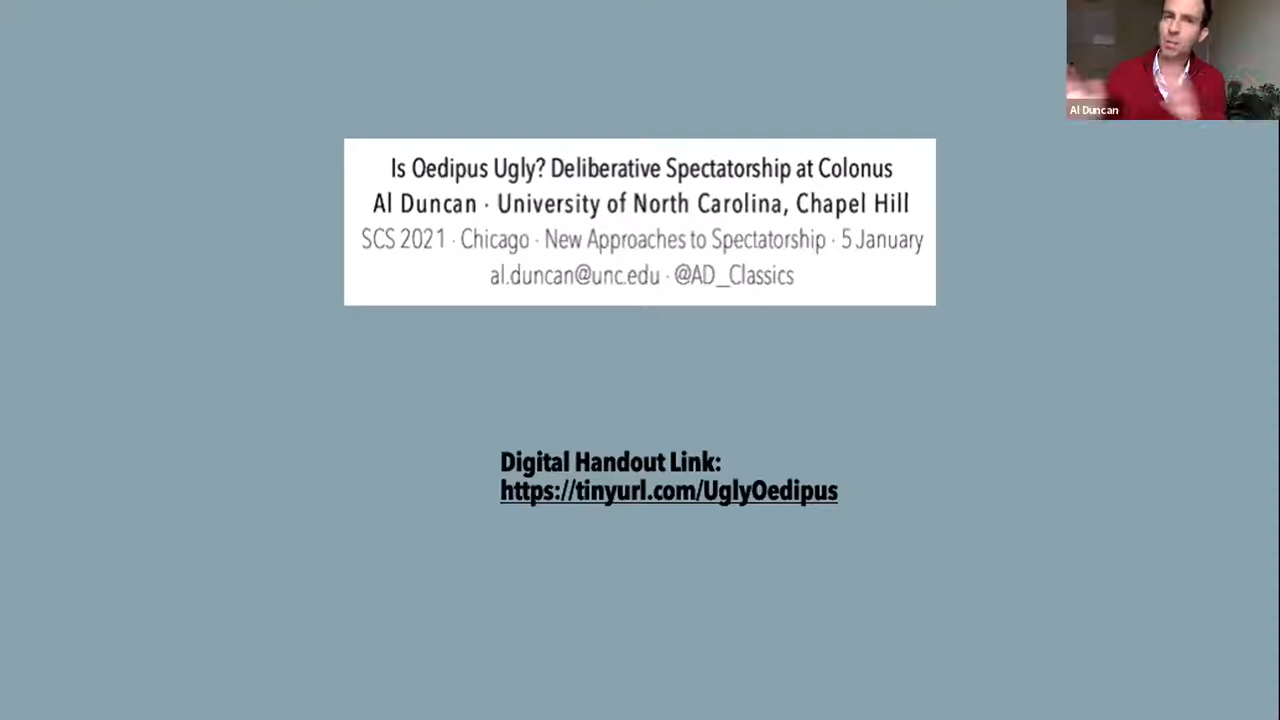 Al Duncan
Is Oedipus Ugly? Deliberative Spectatorship at Colonus
Al Duncan · University of North Carolina, Chapel Hill
SCS 2021 · Chicago · New Approaches to Spectatorship · 5 January
al.duncan@unc.edu · @AD_Classics
Digital Handout Link:
https://tinyurl.com/UglyOedipus